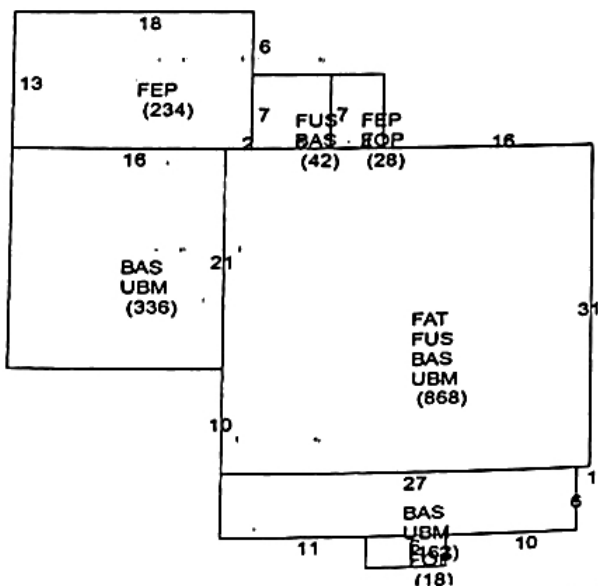 18
6
13
FEP
(234)
7
FUS
BAS
(42)
7
FEP
(28)
2
16
16
BAS
UBM
(336)
21
31
FAT
FUS
BAS
UBM
(868)
10
27
1
6
BAS
UBM
11
10
(18)